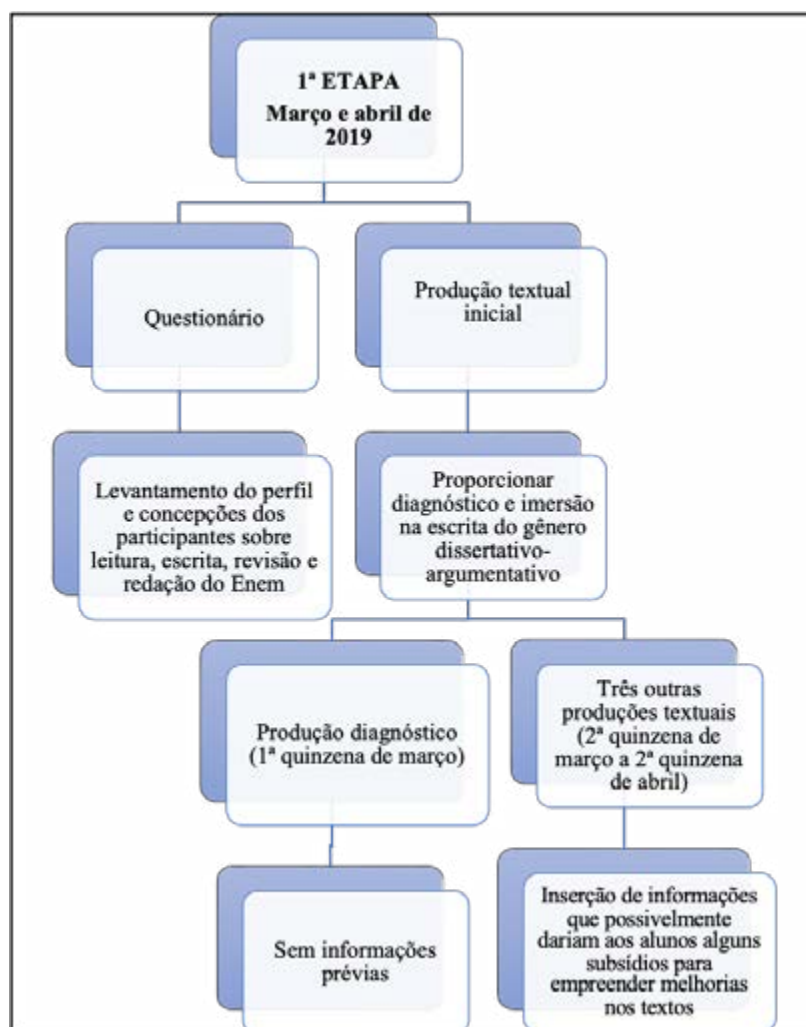 1ª ETAPA
Março e abril de
2019
Questionário
Produção textual
inicial
Levantamento do perfil
e concepções dos
participantes sobre
leitura, escrita, revisão e
redação do Enem
Proporcionar
diagnóstico e imersão
na escrita do gênero
dissertativo-
argumentativo
Produção diagnóstico
(1ª quinzena de março)
Três outras
produções textuais
(2ª quinzena de
março a 2ª quinzena
de abril)
Sem informações
prévias
Inserção de informações
que possivelmente
dariam aos alunos alguns
subsídios para
empreender melhorias
nos textos